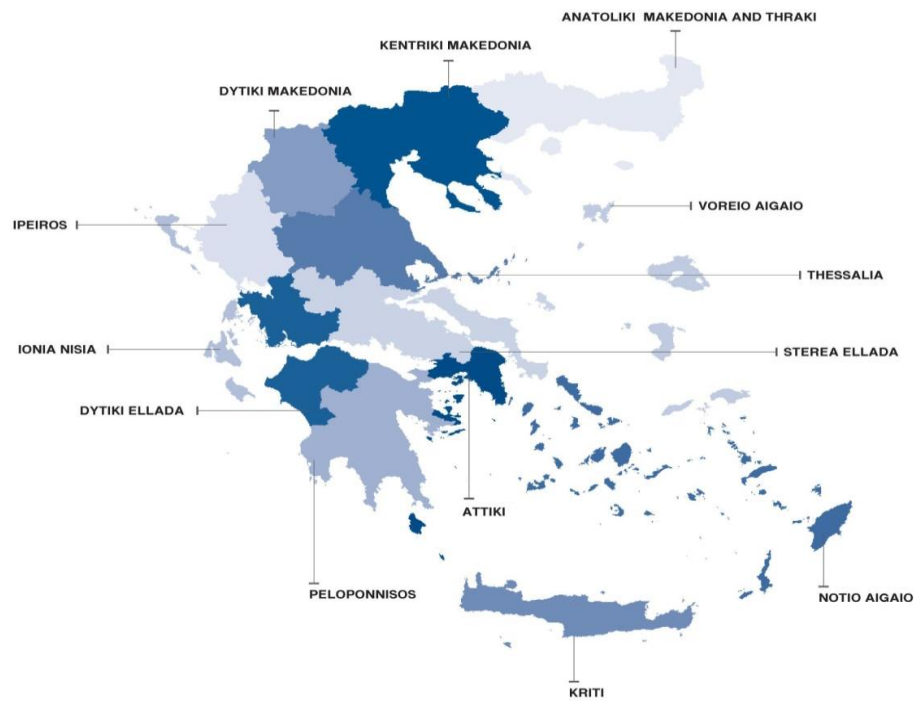 ANATOLIKI MAKEDONIA AND THRAKI
KENTRIKI MAKEDONIA
DYTIKI MAKEDONIA
VOREIO AIGAIO
IPEIROS
THESSALIA
IONIA NISIA
STEREA ELLADA
DYTIKI ELLADA
ATTIKI
PELOPONNISOS
NOTIO AIGAIO
KRITI